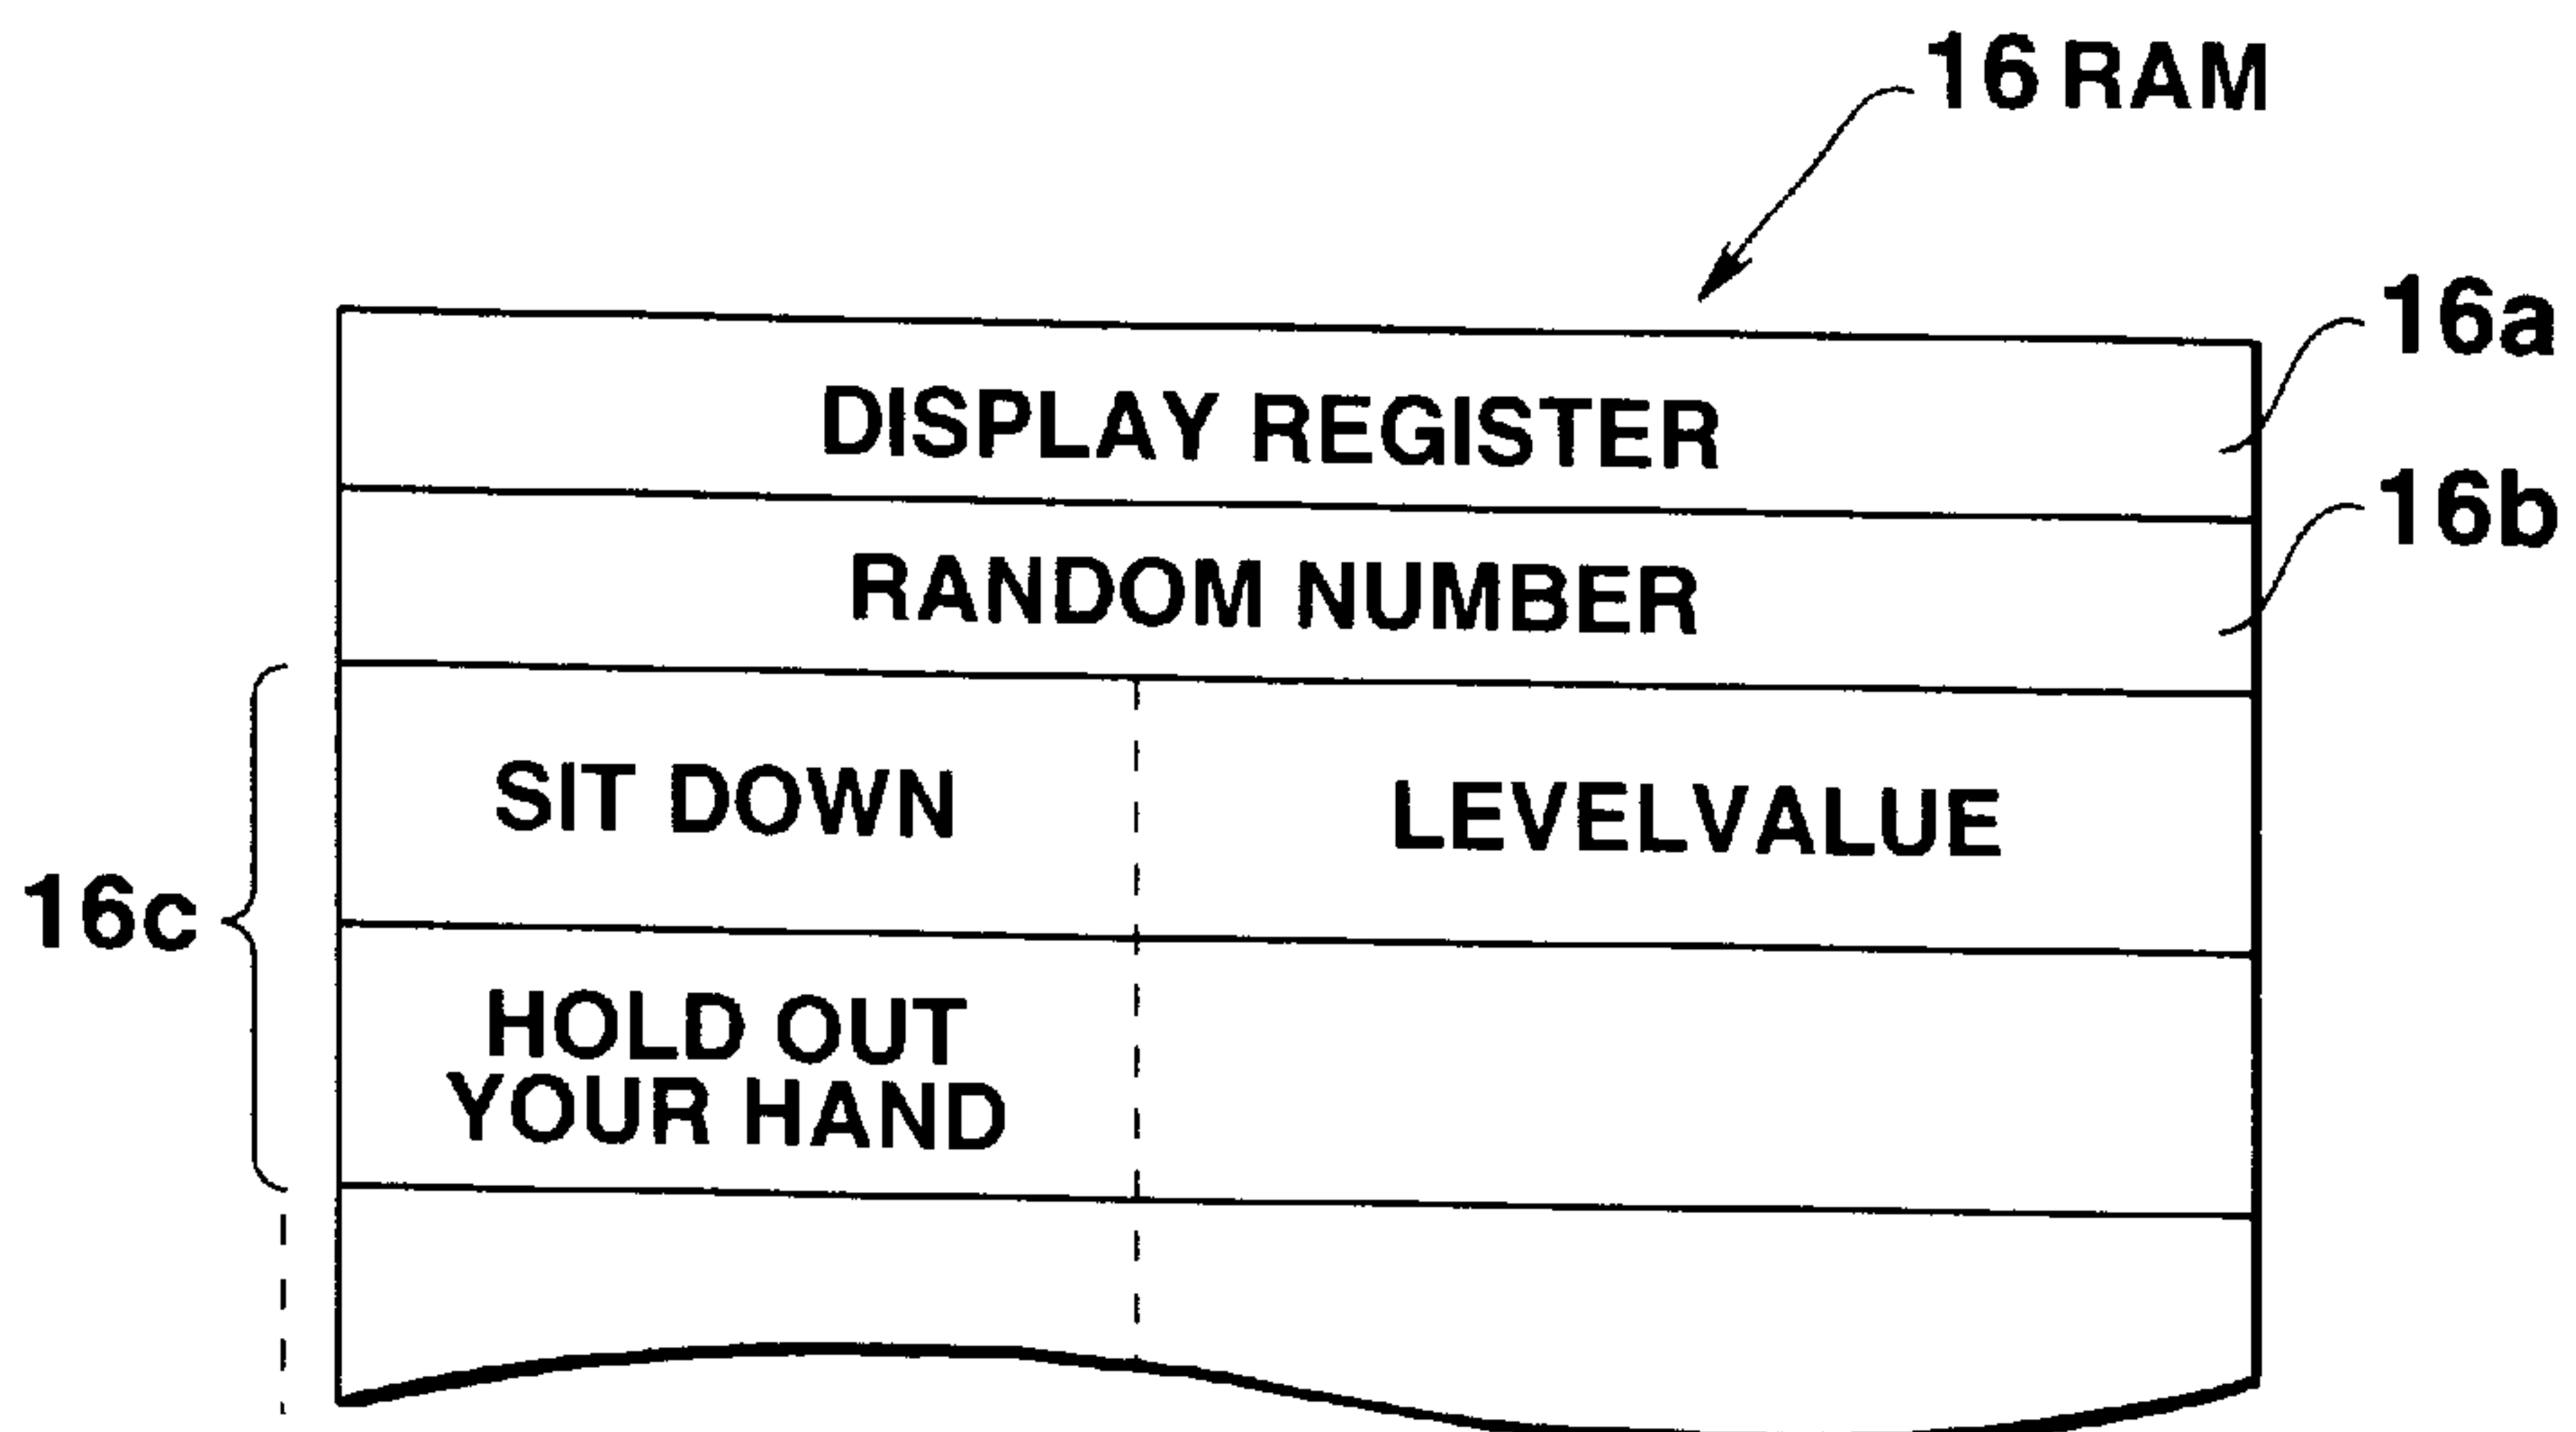 16 RAM
16a
DISPLAY REGISTER
16b
RANDOM NUMBER
SIT DOWN
LEVELVALUE
16c
HOLD OUT
YOUR HAND